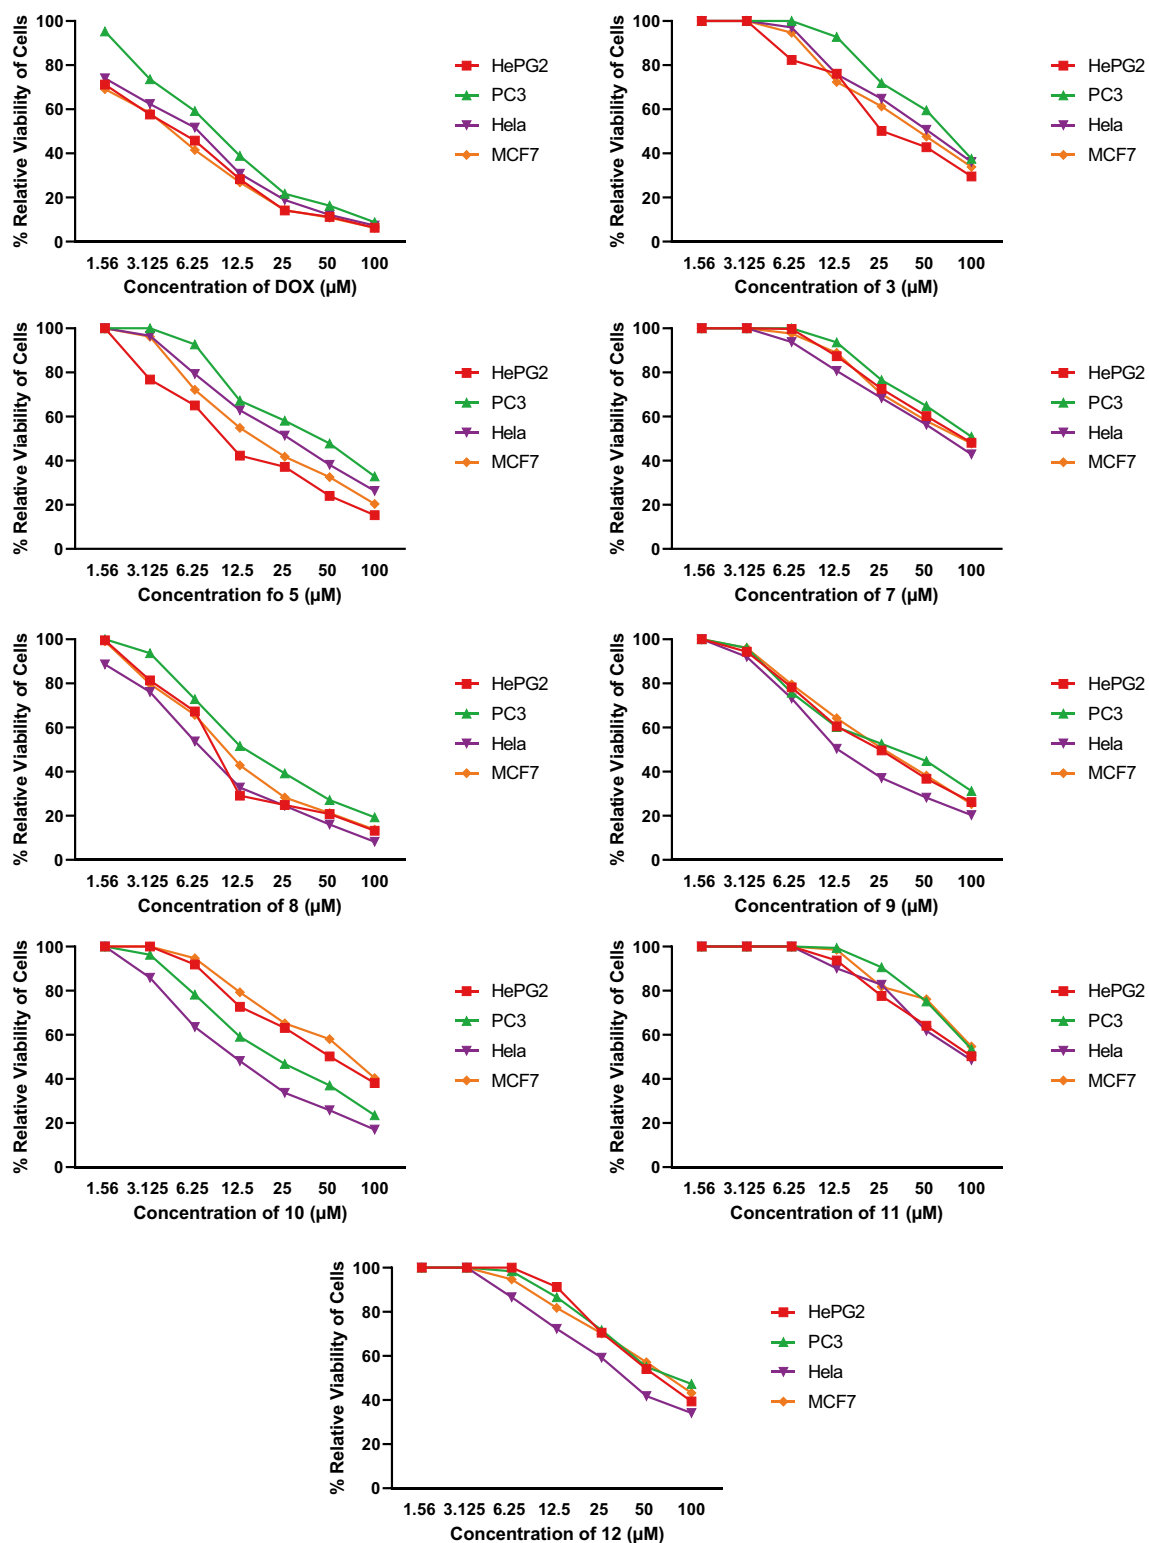 % Relative Viability of Cells
100
80
60
40
20
0
1.56 3.125 6.25 12.5 25 50 100
Concentration of DOX (µM)
HePG2
PC3
Hela
MCF7
% Relative Viability of Cells
100
80
60
40
20
0
1.56 3.125 6.25 12.5 25 50 100
Concentration of 3 (µM)
HePG2
PC3
Hela
MCF7
% Relative Viability of Cells
100
80
60
40
20
0
1.56 3.125 6.25 12.5 25 50 100
Concentration fo 5 (µM)
HePG2
PC3
Hela
MCF7
% Relative Viability of Cells
100
80
60
40
20
0
1.56 3.125 6.25 12.5 25 50 100
Concentration of 7 (µM)
HePG2
PC3
Hela
MCF7
% Relative Viability of Cells
100
80
60
40
20
0
1.56 3.125 6.25 12.5 25 50 100
Concentration of 8 (µM)
HePG2
PC3
Hela
MCF7
% Relative Viability of Cells
100
80
60
40
20
0
1.56 3.125 6.25 12.5 25 50 100
Concentration of 9 (µM)
HePG2
PC3
Hela
MCF7
% Relative Viability of Cells
100
80
60
40
20
0
1.56 3.125 6.25 12.5 25 50 100
Concentration of 10 (µM)
HePG2
PC3
Hela
MCF7
% Relative Viability of Cells
100
80
60
40
20
0
1.56 3.125 6.25 12.5 25 50 100
Concentration of 11 (µM)
HePG2
PC3
Hela
MCF7
% Relative Viability of Cells
100
80
60
40
20
0
1.56 3.125 6.25 12.5 25 50 100
Concentration of 12 (µM)
HePG2
PC3
Hela
MCF7